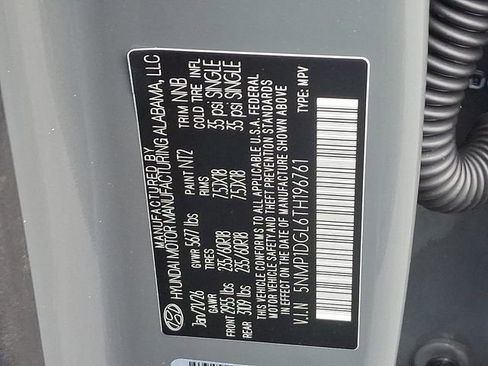 MANUFACTURED BY
HYUNDAI MOTOR MANUFACTURING ALABAMA, LLC
Jan/21/26 GVWR 5677 lbs PAINT NT2 TRIM NNB
GAWR TIRES RIMS COLD TIRE INFL
FRONT 2955 lbs 235/60R18 7.5JX18 35 psi SINGLE
REAR 3109 lbs 235/60R18 7.5JX18 35 psi SINGLE
THIS VEHICLE CONFORMS TO ALL APPLICABLE U.S.A. FEDERAL
MOTOR VEHICLE SAFETY AND THEFT PREVENTION STANDARDS
IN EFFECT ON THE DATE OF MANUFACTURE SHOWN ABOVE
V.I.N 5NMP1DGL6TH196761 TYPE: MPV